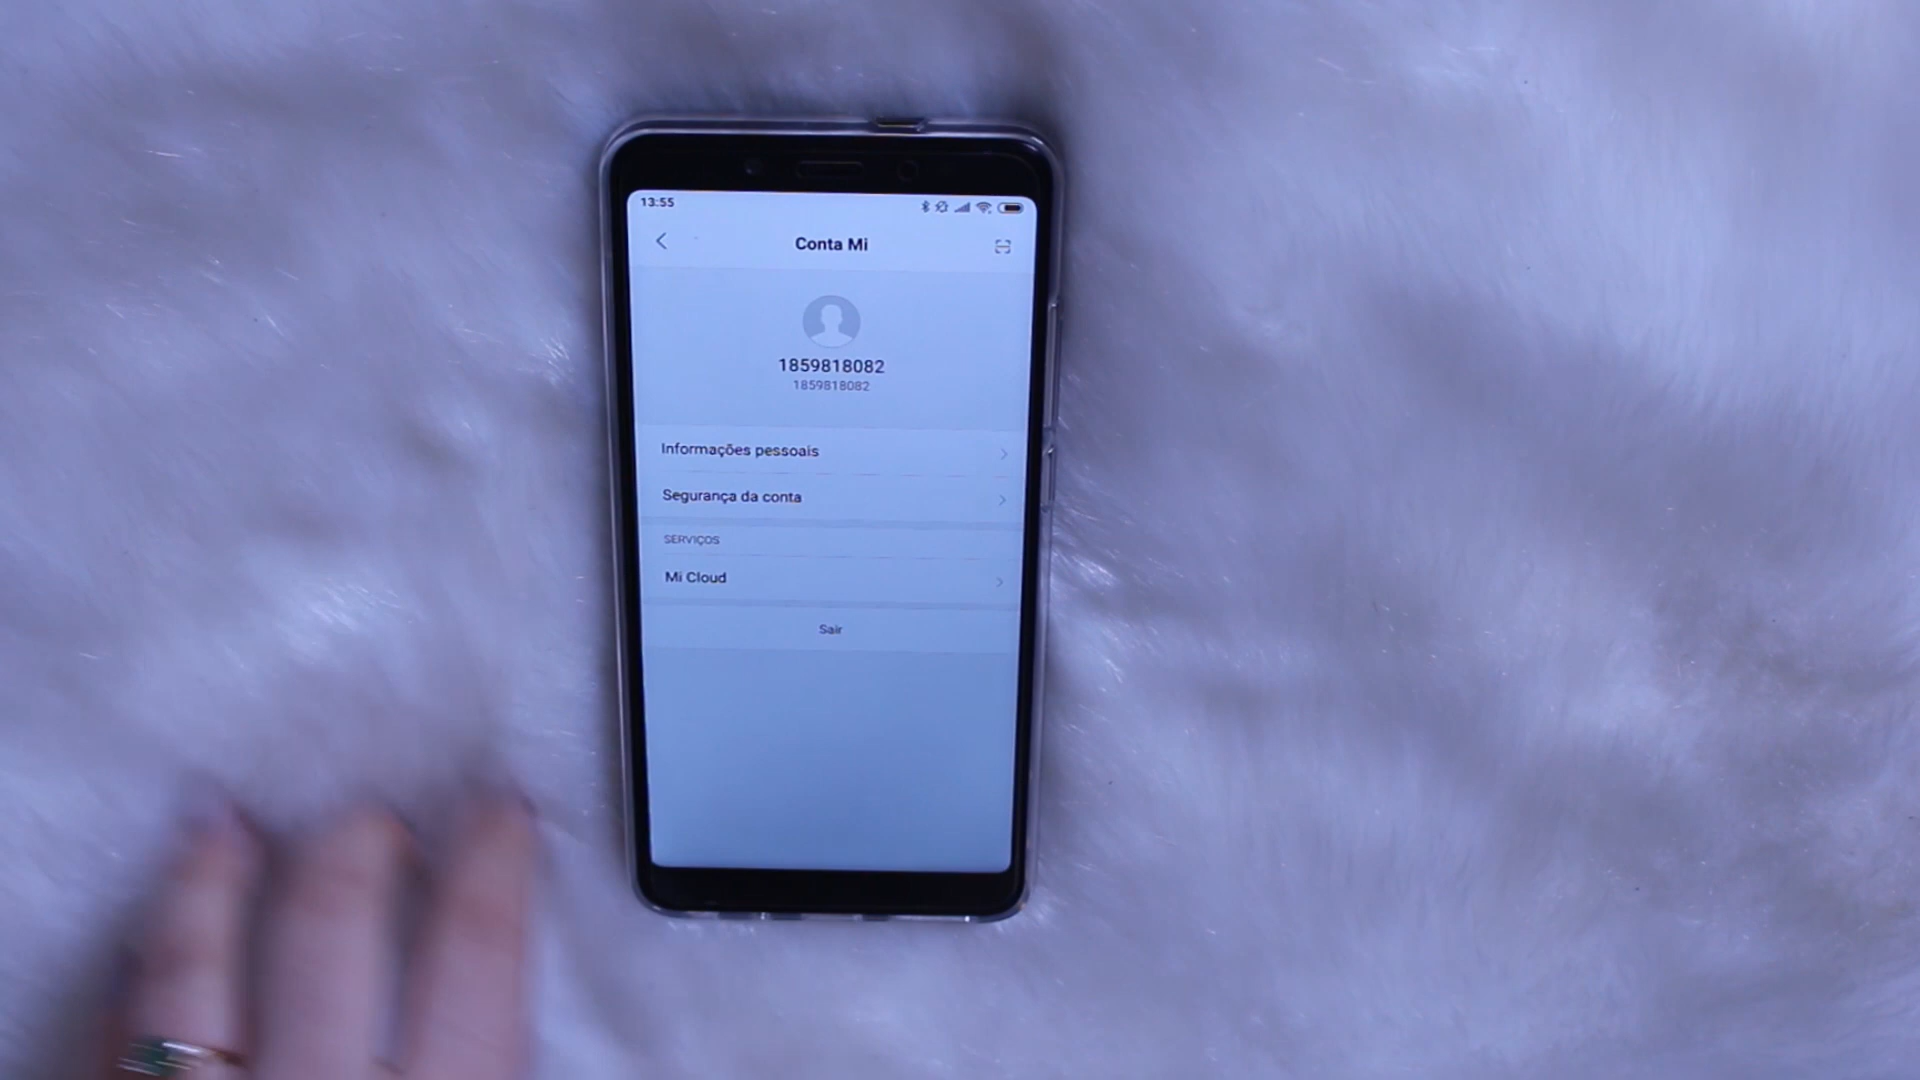 13:55
Conta Mi
1859818082
1859818082
Informações pessoais
Segurança da conta
SERVIÇOS
Mi Cloud
Sair